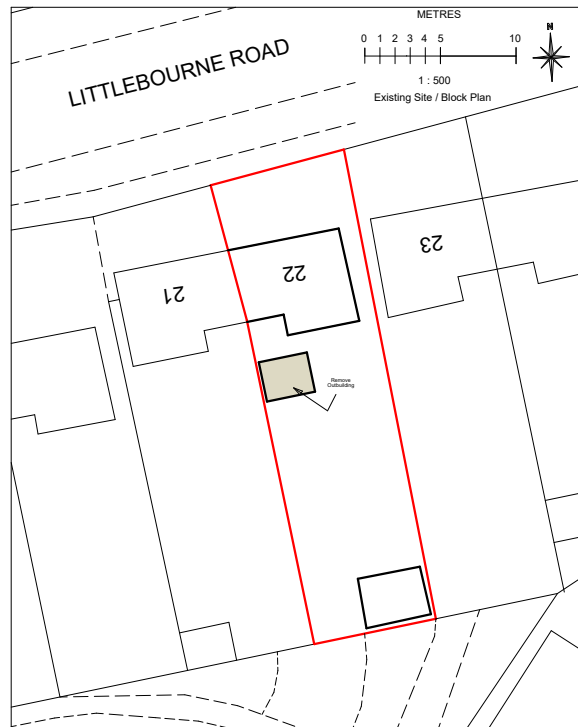 METRES
0 1 2 3 4 5 10
N
1 : 500
Existing Site / Block Plan
LITTLEBOURNE ROAD
21
22
23
Remove
Outbuilding